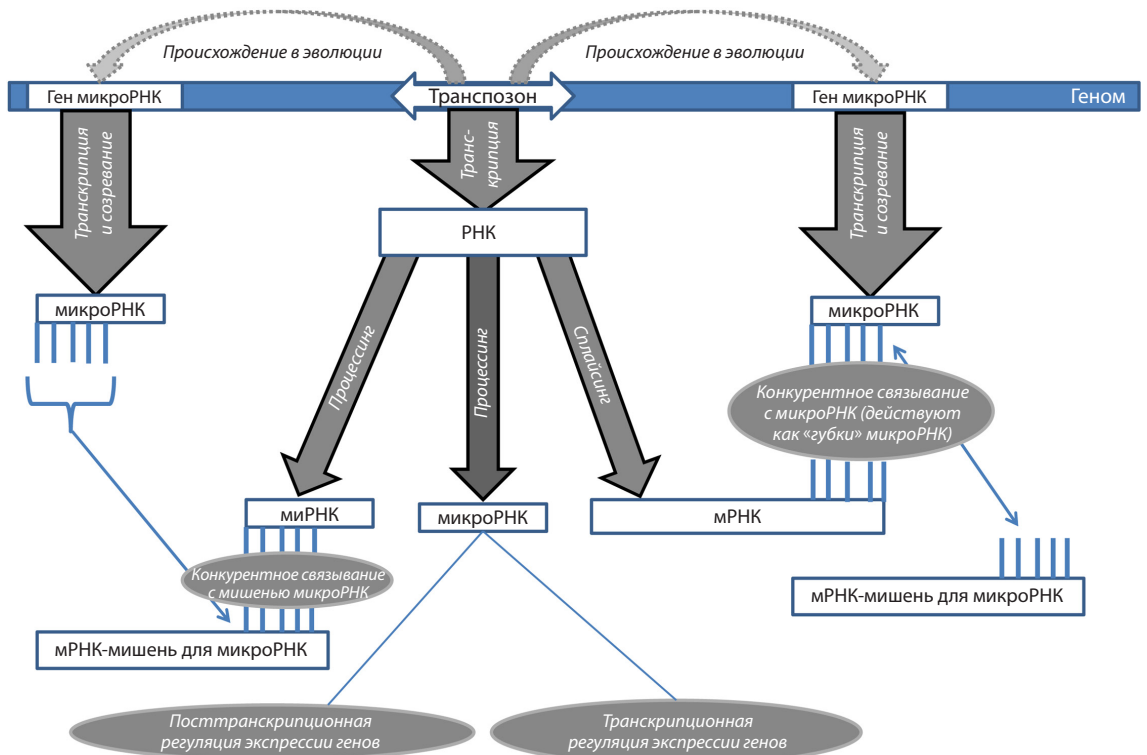 Происхождение в эволюции
Происхождение в эволюции
Ген микроРНК
Транспозон
Ген микроРНК
Геном
Транскрипция
и созревание
Транс-
крипция
Транскрипция
и созревание
РНК
микроРНК
микроРНК
Процессинг
Процессинг
Сплайсинг
Конкурентное связывание
с микроРНК (действуют
как «губки» микроРНК)
миРНК
микроРНК
мРНК
Конкурентное связывание
с мишенью микроРНК
мРНК-мишень для микроРНК
мРНК-мишень для микроРНК
Посттранскрипционная
регуляция экспрессии генов
Транскрипционная
регуляция экспрессии генов